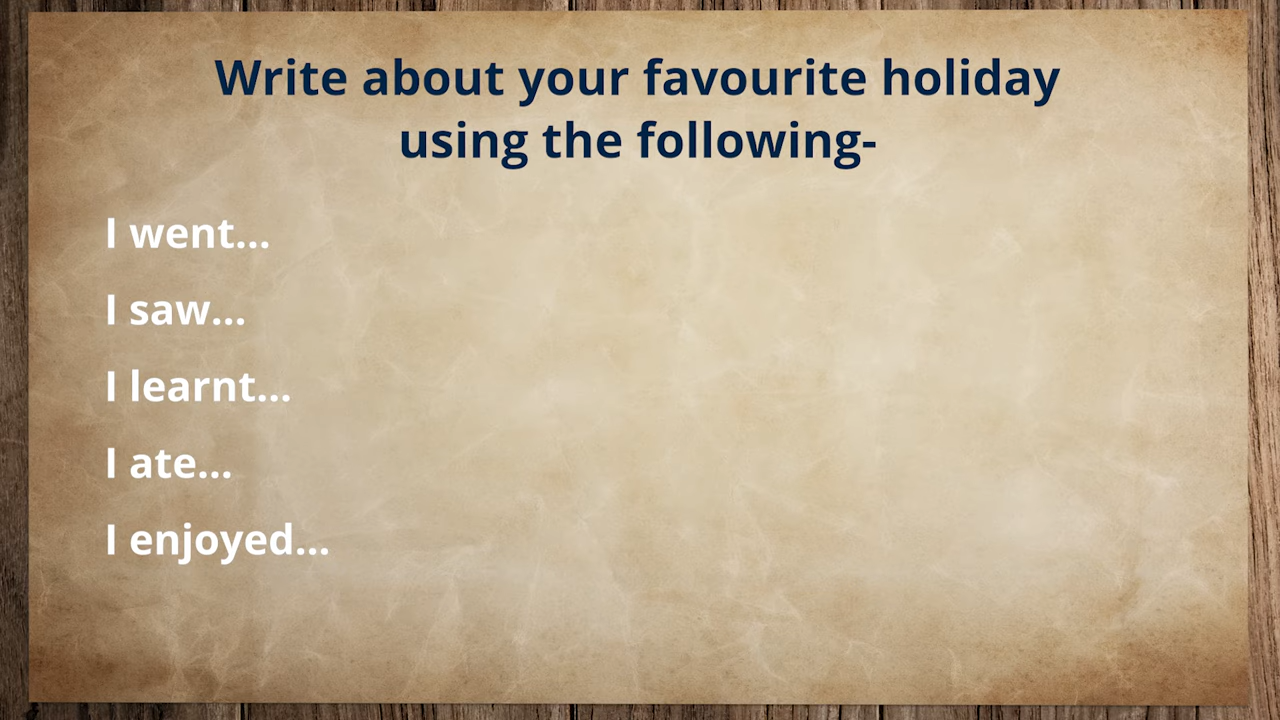 Write about your favourite holiday
using the following-
I went...
I saw...
I learnt...
I ate...
I enjoyed...